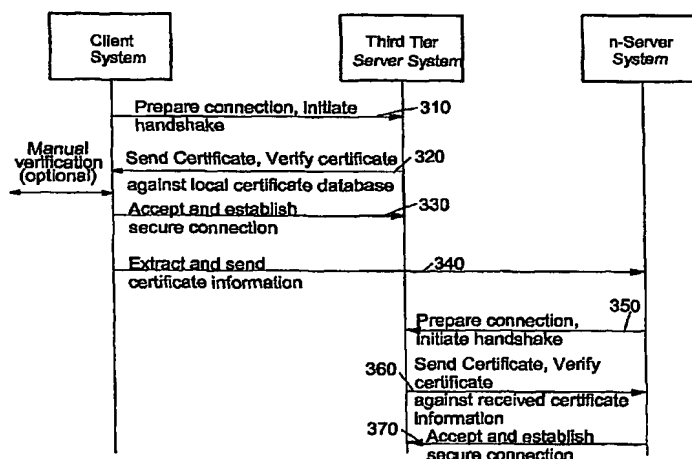 Client
System
Third Tier
Server System
n-Server
System
Prepare connection, Initiate
handshake
310
Manual
verification
(optional)
Send Certificate, Verify certificate
320
against local certificate database
Accept and establish
secure connection
330
Extract and send
certificate information
340
350
Prepare connection,
Initiate handshake
360
Send Certificate, Verify
certificate
against received certificate
information
370
Accept and establish
secure connection